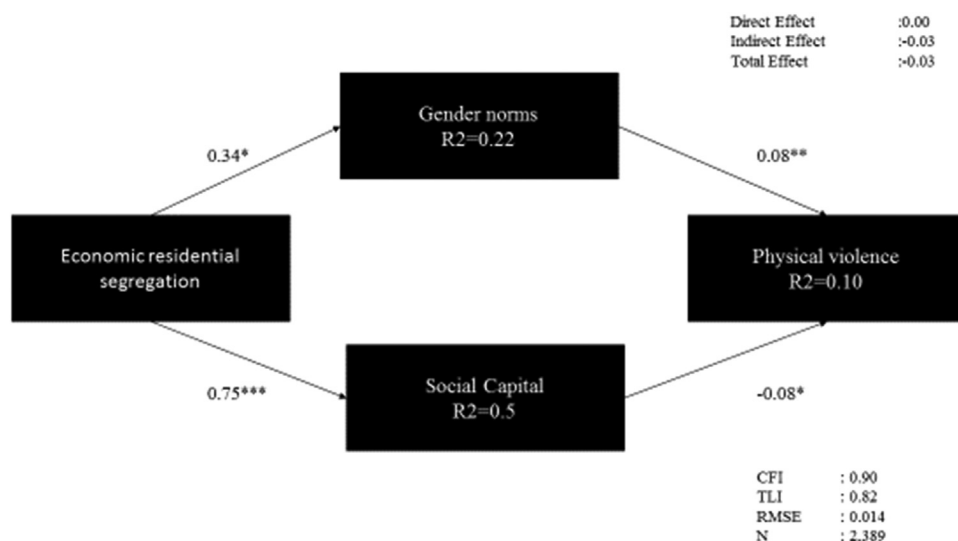 Direct Effect :0.00
Indirect Effect :-0.03
Total Effect :-0.03
Gender norms
R2=0.22
0.34*
0.08**
Economic residential
segregation
Physical violence
R2=0.10
Social Capital
R2=0.5
0.75***
-0.08*
CFI : 0.90
TLI : 0.82
RMSE : 0.014
N : 2,389